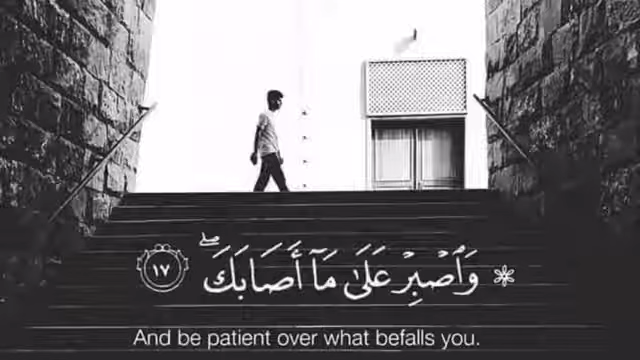 وَٱصۡبِرۡ عَلَىٰ مَآ أَصَابَكَۖ ١٧
And be patient over what befalls you.